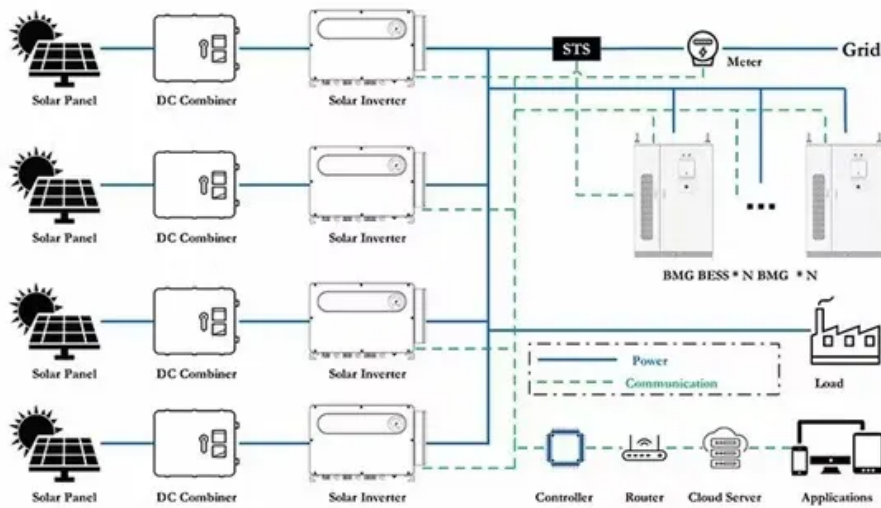 STS
Meter
Grid
Solar Panel
DC Combiner
Solar Inverter
Solar Panel
DC Combiner
Solar Inverter
BMG BESS * N BMG * N
Solar Panel
DC Combiner
Solar Inverter
Power
Communication
Load
Solar Panel
DC Combiner
Solar Inverter
Controller
Router
Cloud Server
Applications